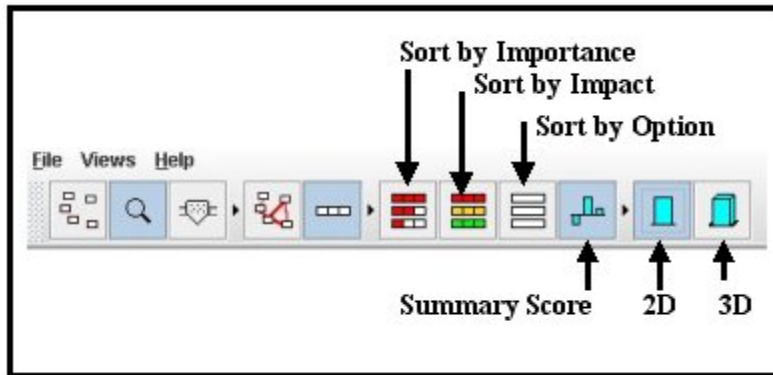 Sort by Importance
Sort by Impact
Sort by Option
File Views Help
Summary Score 2D 3D